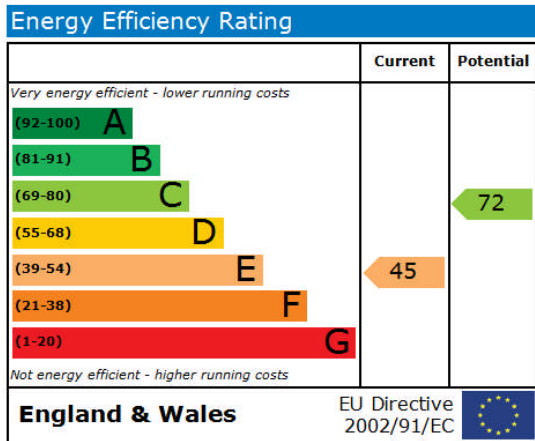 Energy Efficiency Rating
Current Potential
Very energy efficient - lower running costs
(92-100) A
(81-91) B
(69-80) C
72
(55-68) D
(39-54) E
45
(21-38) F
(1-20) G
Not energy efficient - higher running costs
England & Wales
EU Directive
2002/91/EC